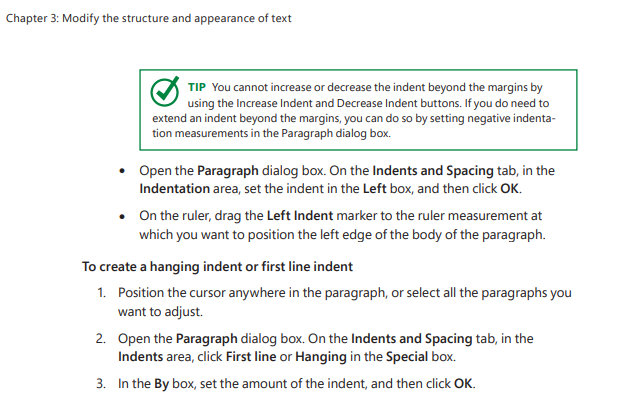 Chapter 3: Modify the structure and appearance of text
TIP You cannot increase or decrease the indent beyond the margins by
using the Increase Indent and Decrease Indent buttons. If you do need to
extend an indent beyond the margins, you can do so by setting negative indenta-
tion measurements in the Paragraph dialog box.
• Open the Paragraph dialog box. On the Indents and Spacing tab, in the
Indentation area, set the indent in the Left box, and then click OK.
• On the ruler, drag the Left Indent marker to the ruler measurement at
which you want to position the left edge of the body of the paragraph.
To create a hanging indent or first line indent
1. Position the cursor anywhere in the paragraph, or select all the paragraphs you
want to adjust.
2. Open the Paragraph dialog box. On the Indents and Spacing tab, in the
Indents area, click First line or Hanging in the Special box.
3. In the By box, set the amount of the indent, and then click OK.